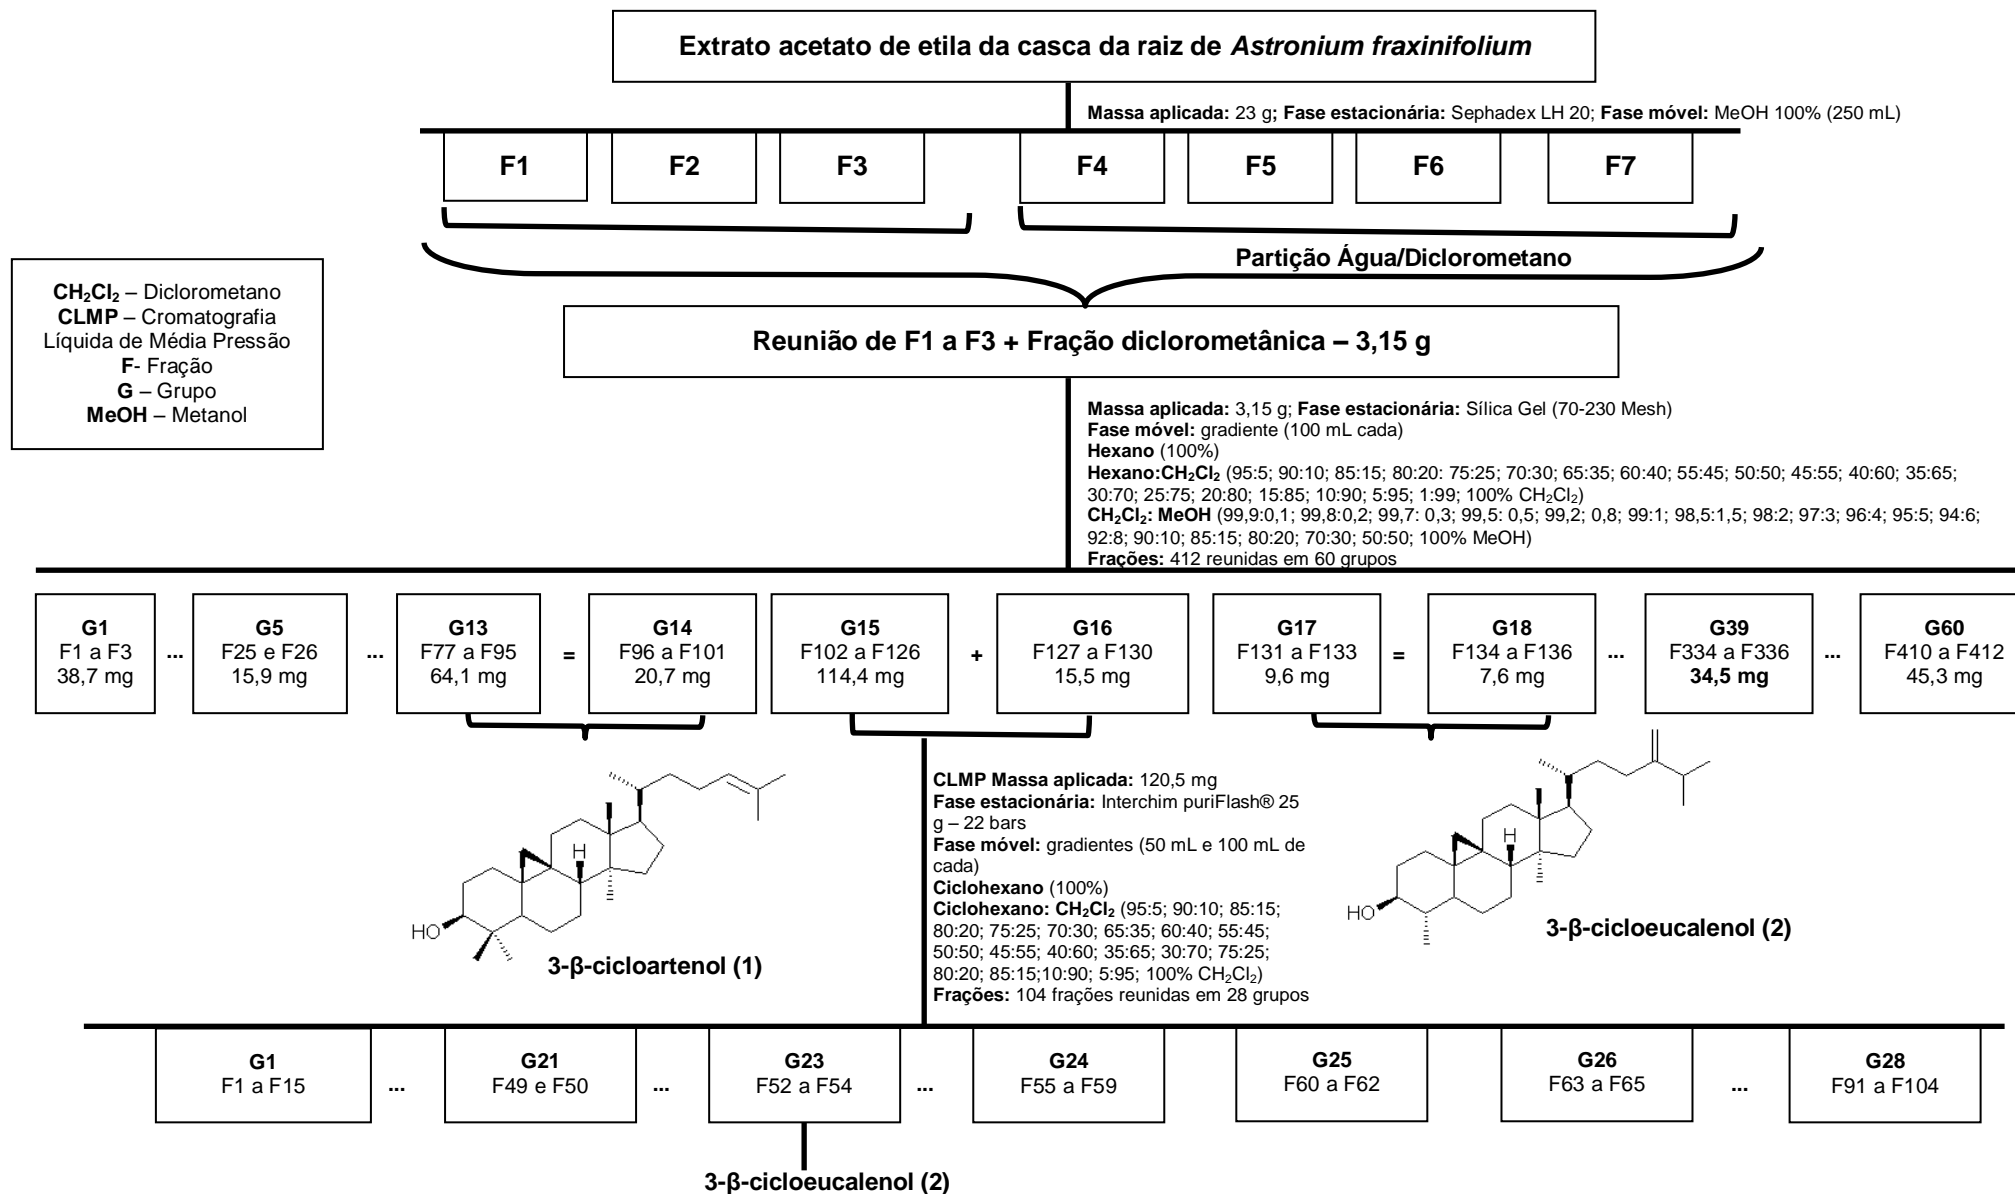 Extrato acetato de etila da casca da raiz de Astronium fraxinifolium
Massa aplicada: 23 g; Fase estacionária: Sephadex LH 20; Fase móvel: MeOH 100% (250 mL)
F1
F2
F3
F4
F5
F6
F7
Partição Água/Diclorometano
CH₂Cl₂ – Diclorometano
CLMP – Cromatografia
Líquida de Média Pressão
F- Fração
G – Grupo
MeOH – Metanol
Reunião de F1 a F3 + Fração diclorometânica – 3,15 g
Massa aplicada: 3,15 g; Fase estacionária: Sílica Gel (70-230 Mesh)
Fase móvel: gradiente (100 mL cada)
Hexano (100%)
Hexano:CH₂Cl₂ (95:5; 90:10; 85:15; 80:20: 75:25; 70:30; 65:35; 60:40; 55:45; 50:50; 45:55; 40:60; 35:65;
30:70; 25:75; 20:80; 15:85; 10:90; 5:95; 1:99; 100% CH₂Cl₂)
CH₂Cl₂: MeOH (99,9:0,1; 99,8:0,2; 99,7: 0,3; 99,5: 0,5; 99,2; 0,8; 99:1; 98,5:1,5; 98:2; 97:3; 96:4; 95:5; 94:6;
92:8; 90:10; 85:15; 80:20; 70:30; 50:50; 100% MeOH)
Frações: 412 reunidas em 60 grupos
G1
F1 a F3
38,7 mg
...
G5
F25 e F26
15,9 mg
...
G13
F77 a F95
64,1 mg
=
G14
F96 a F101
20,7 mg
G15
F102 a F126
114,4 mg
+
G16
F127 a F130
15,5 mg
G17
F131 a F133
9,6 mg
=
G18
F134 a F136
7,6 mg
...
G39
F334 a F336
34,5 mg
...
G60
F410 a F412
45,3 mg
H
HO
3-β-cicloartenol (1)
CLMP Massa aplicada: 120,5 mg
Fase estacionária: Interchim puriFlash® 25
g – 22 bars
Fase móvel: gradientes (50 mL e 100 mL de
cada)
Ciclohexano (100%)
Ciclohexano: CH₂Cl₂ (95:5; 90:10; 85:15;
80:20; 75:25; 70:30; 65:35; 60:40; 55:45;
50:50; 45:55; 40:60; 35:65; 30:70; 75:25;
80:20; 85:15;10:90; 5:95; 100% CH₂Cl₂)
Frações: 104 frações reunidas em 28 grupos
H
HO
3-β-cicloeucalenol (2)
G1
F1 a F15
...
G21
F49 e F50
...
G23
F52 a F54
...
G24
F55 a F59
G25
F60 a F62
G26
F63 a F65
...
G28
F91 a F104
3-β-cicloeucalenol (2)